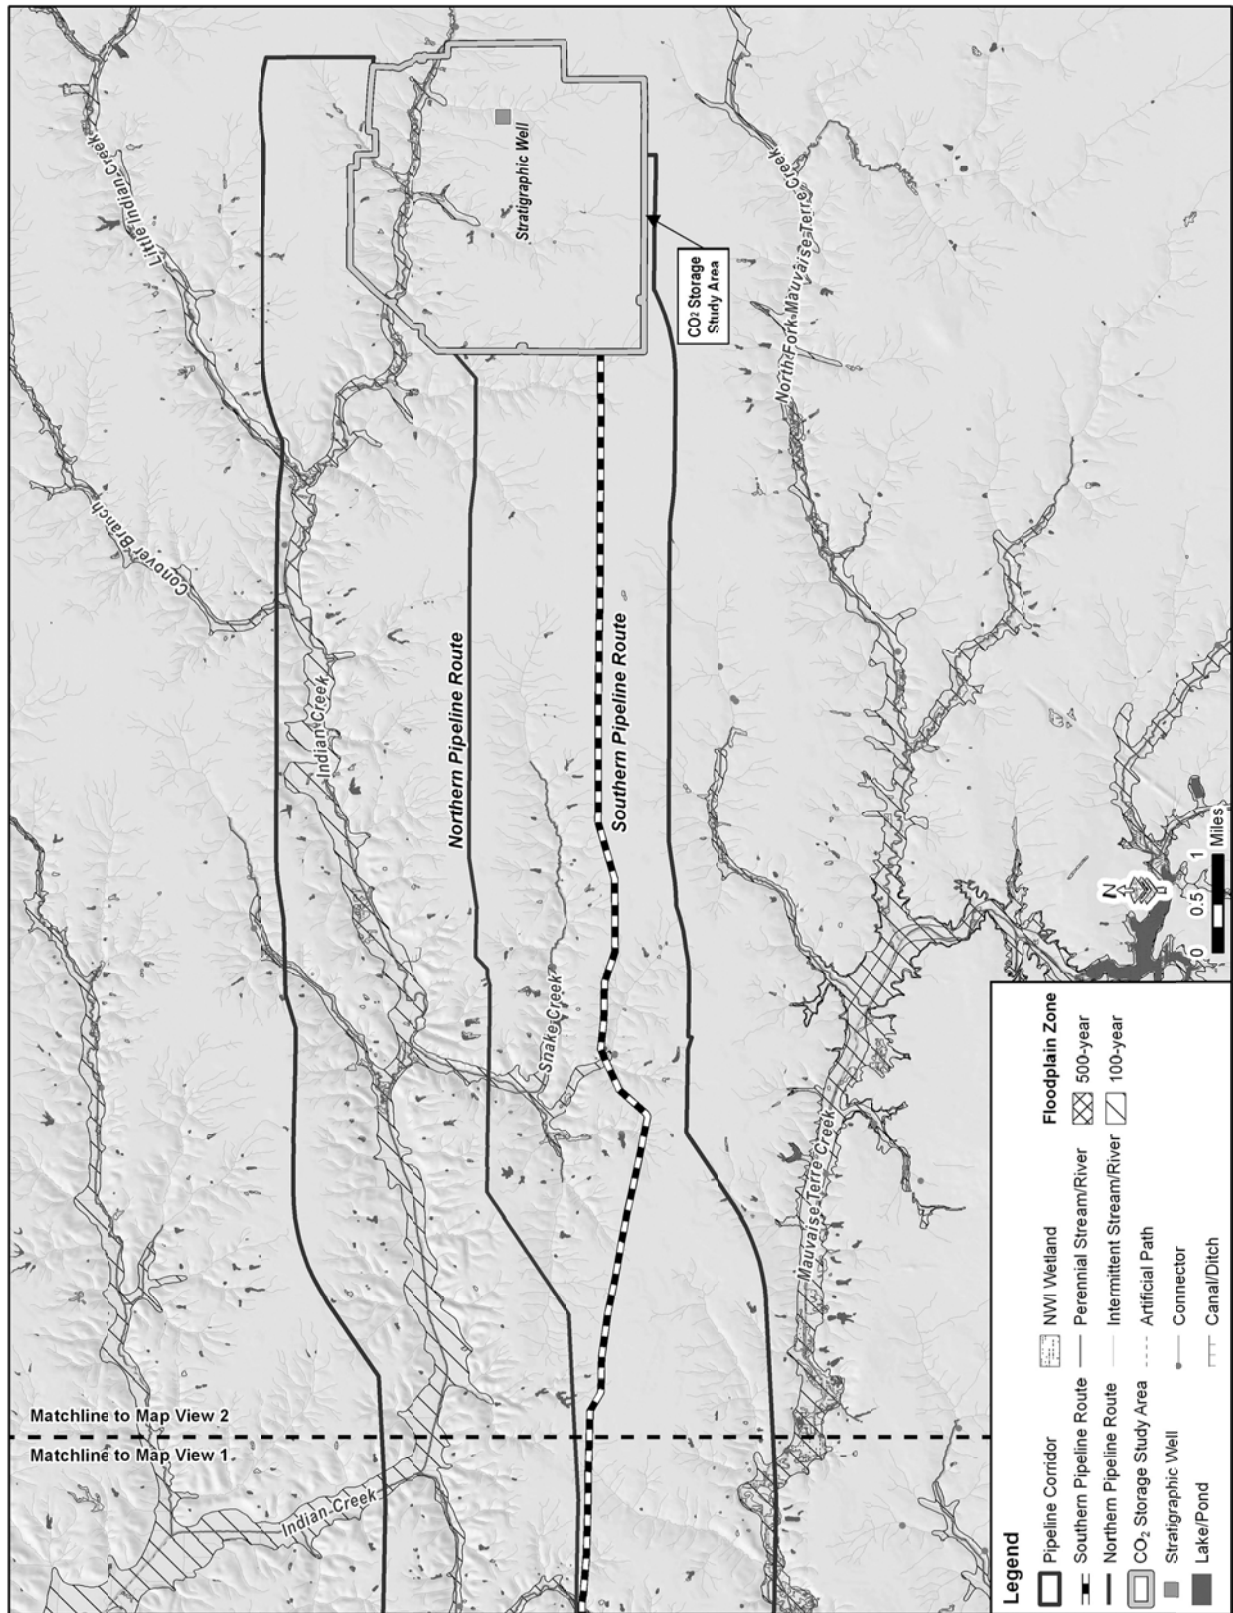 Little Indian Creek
Conover Branch
Stratigraphic Well
CO2 Storage
Study Area
North Fork Mauvaise Terre Creek
Indian Creek
Northern Pipeline Route
Southern Pipeline Route
Snake Creek
Mauvaise Terre Creek
Indian Creek
Matchline to Map View 2
Matchline to Map View 1
N
0 0.5 1
Miles
Legend
Pipeline Corridor
Southern Pipeline Route
Northern Pipeline Route
CO2 Storage Study Area
Stratigraphic Well
Lake/Pond
NWI Wetland
Perennial Stream/River
Intermittent Stream/River
Artificial Path
Connector
Canal/Ditch
Floodplain Zone
500-year
100-year